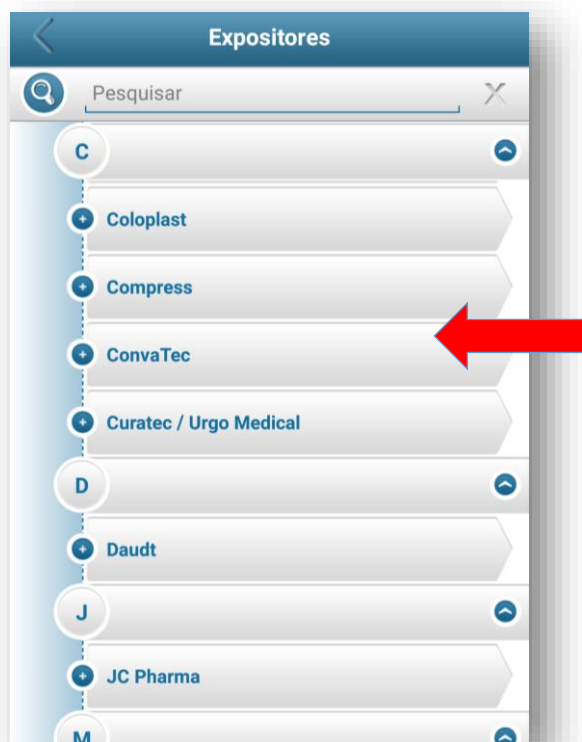 Expositores
Pesquisar
C
Coloplast
Compress
ConvaTec
Curatec / Urgo Medical
D
Daudt
J
JC Pharma
M